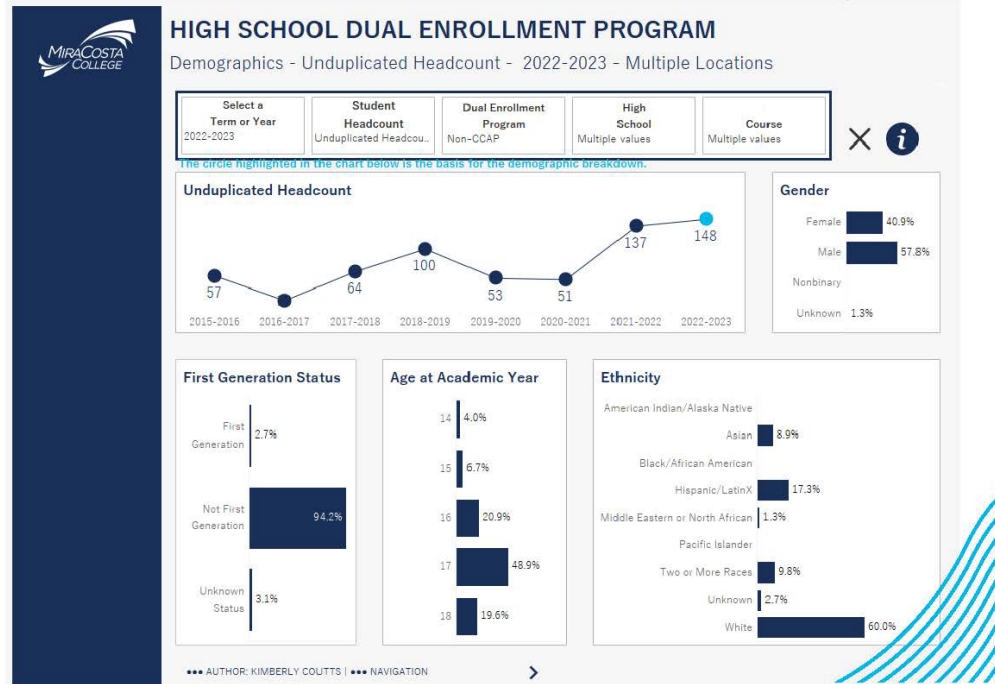 MIRACOSTA
COLLEGE
HIGH SCHOOL DUAL ENROLLMENT PROGRAM
Demographics - Unduplicated Headcount - 2022-2023 - Multiple Locations
Select a
Term or Year
2022-2023
Student
Headcount
Unduplicated Headcou..
Dual Enrollment
Program
Non-CCAP
High
School
Multiple values
Course
Multiple values
i
The circle highlighted in the chart below is the basis for the demographic breakdown.
Unduplicated Headcount
57
64
100
53
51
137
148
2015-2016 2016-2017 2017-2018 2018-2019 2019-2020 2020-2021 2021-2022 2022-2023
Gender
Female 40.9%
Male 57.8%
Nonbinary
Unknown 1.3%
First Generation Status
First
Generation
2.7%
Not First
Generation
94.2%
Unknown
Status
3.1%
Age at Academic Year
14 4.0%
15 6.7%
16 20.9%
17 48.9%
18 19.6%
Ethnicity
American Indian/Alaska Native
Asian 8.9%
Black/African American
Hispanic/LatinX 17.3%
Middle Eastern or North African 1.3%
Pacific Islander
Two or More Races 9.8%
Unknown 2.7%
White 60.0%
••• AUTHOR: KIMBERLY COUTTS | ••• NAVIGATION